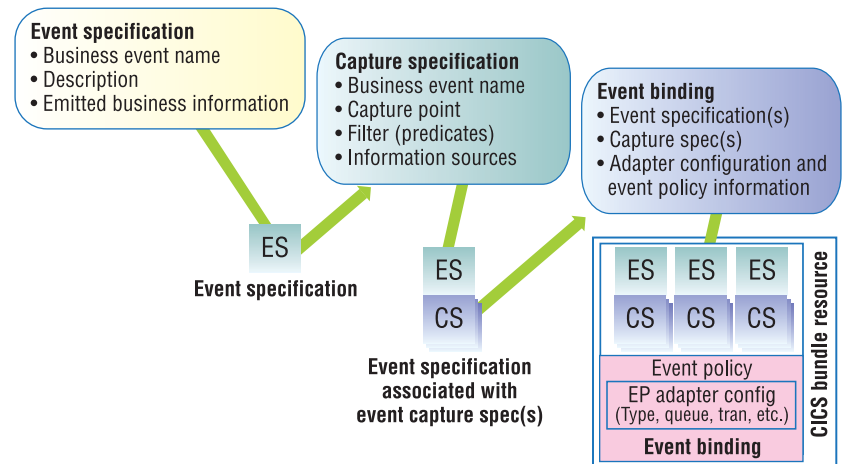 Event specification
• Business event name
• Description
• Emitted business information
Capture specification
• Business event name
• Capture point
• Filter (predicates)
• Information sources
Event binding
• Event specification(s)
• Capture spec(s)
• Adapter configuration and
event policy information
ES
Event specification
ES
CS
Event specification
associated with
event capture spec(s)
ES ES ES
CS CS CS
Event policy
EP adapter config
(Type, queue, tran, etc.)
Event binding
CICS bundle resource